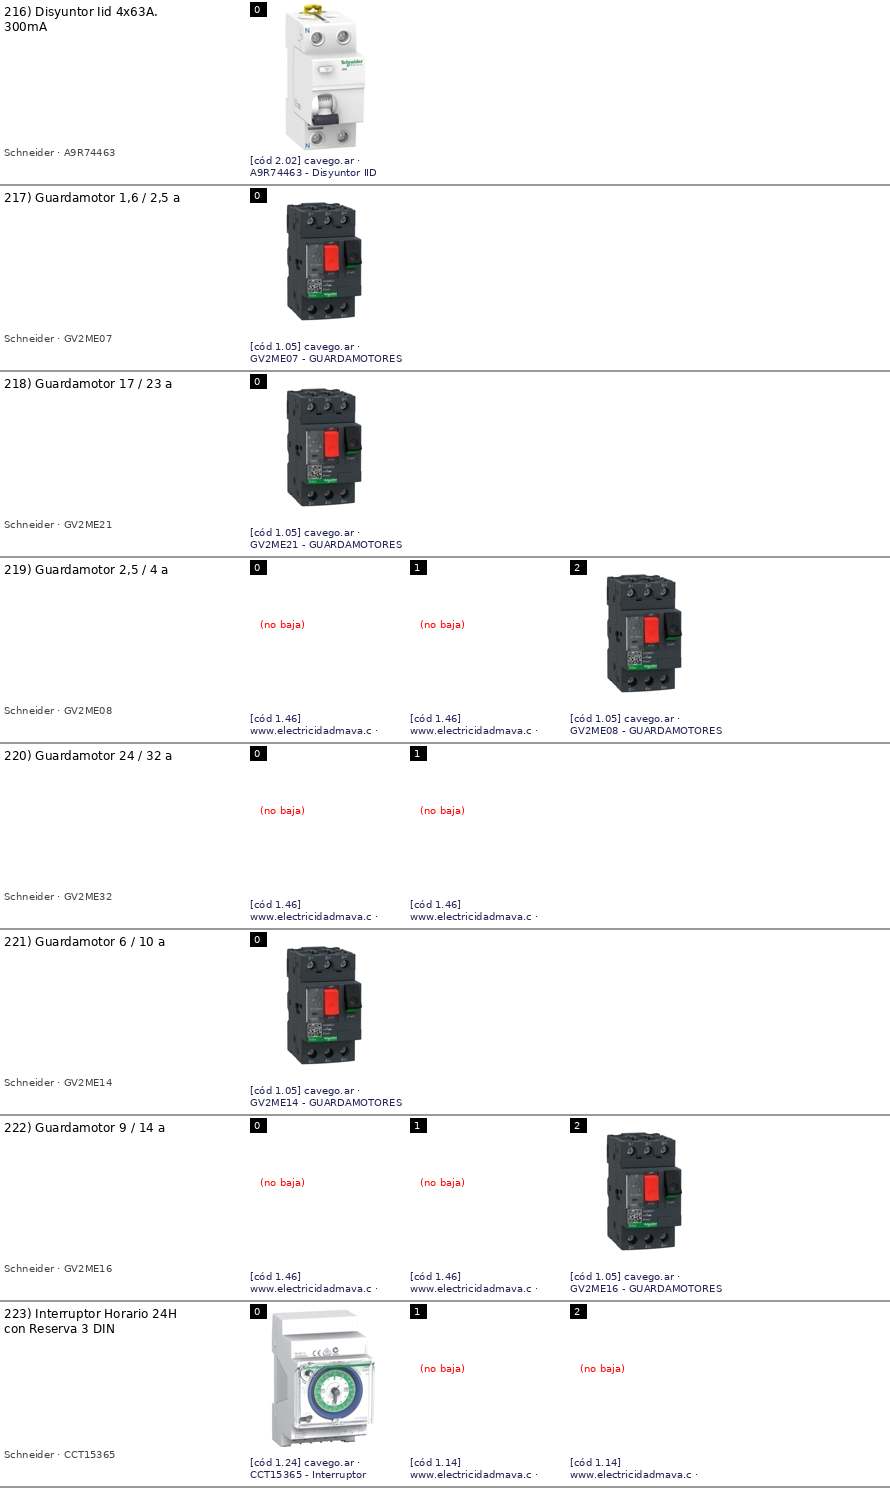 216) Disyuntor Iid 4x63A.
300mA
0
N
Schneider
N
Schneider · A9R74463
[cód 2.02] cavego.ar ·
A9R74463 - Disyuntor IID
217) Guardamotor 1,6 / 2,5 a
0
Schneider · GV2ME07
[cód 1.05] cavego.ar ·
GV2ME07 - GUARDAMOTORES
218) Guardamotor 17 / 23 a
0
Schneider · GV2ME21
[cód 1.05] cavego.ar ·
GV2ME21 - GUARDAMOTORES
219) Guardamotor 2,5 / 4 a
0
1
2
(no baja)
(no baja)
Schneider · GV2ME08
[cód 1.46]
www.electricidadmava.c ·
[cód 1.46]
www.electricidadmava.c ·
[cód 1.05] cavego.ar ·
GV2ME08 - GUARDAMOTORES
220) Guardamotor 24 / 32 a
0
1
(no baja)
(no baja)
Schneider · GV2ME32
[cód 1.46]
www.electricidadmava.c ·
[cód 1.46]
www.electricidadmava.c ·
221) Guardamotor 6 / 10 a
0
Schneider · GV2ME14
[cód 1.05] cavego.ar ·
GV2ME14 - GUARDAMOTORES
222) Guardamotor 9 / 14 a
0
1
2
(no baja)
(no baja)
Schneider · GV2ME16
[cód 1.46]
www.electricidadmava.c ·
[cód 1.46]
www.electricidadmava.c ·
[cód 1.05] cavego.ar ·
GV2ME16 - GUARDAMOTORES
223) Interruptor Horario 24H
con Reserva 3 DIN
0
1
2
(no baja)
(no baja)
Schneider · CCT15365
[cód 1.24] cavego.ar ·
CCT15365 - Interruptor
[cód 1.14]
www.electricidadmava.c ·
[cód 1.14]
www.electricidadmava.c ·